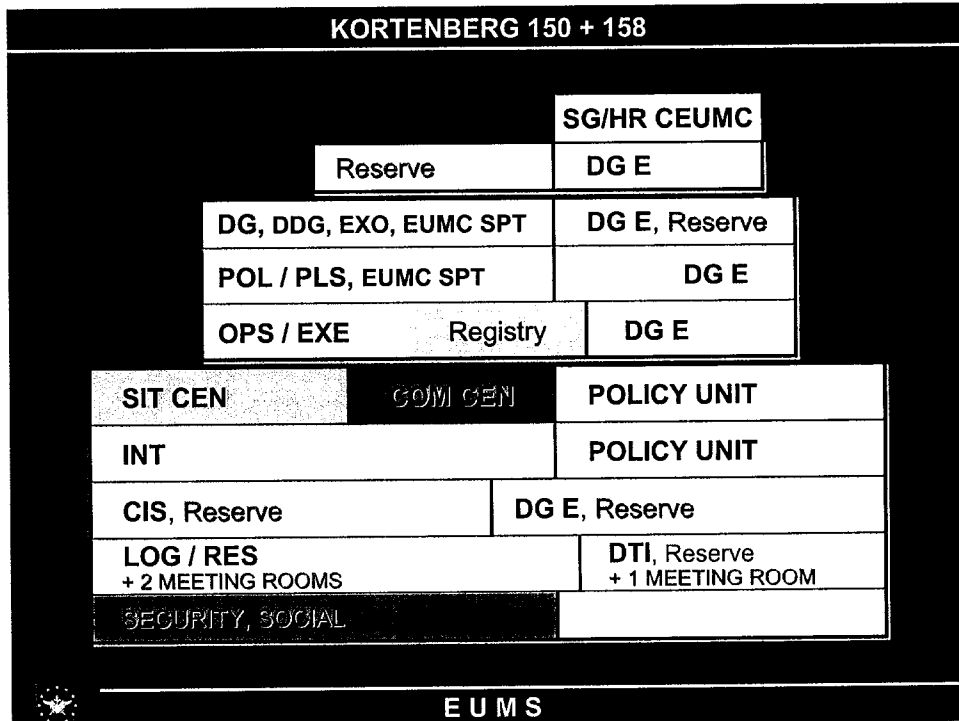 KORTENBERG 150 + 158
SG/HR CEUMC
Reserve DG E
DG, DDG, EXO, EUMC SPT DG E, Reserve
POL / PLS, EUMC SPT DG E
OPS / EXE Registry DG E
SIT CEN COM CEN POLICY UNIT
INT POLICY UNIT
CIS, Reserve DG E, Reserve
LOG / RES DTI, Reserve
+ 2 MEETING ROOMS + 1 MEETING ROOM
SECURITY, SOCIAL
E U M S